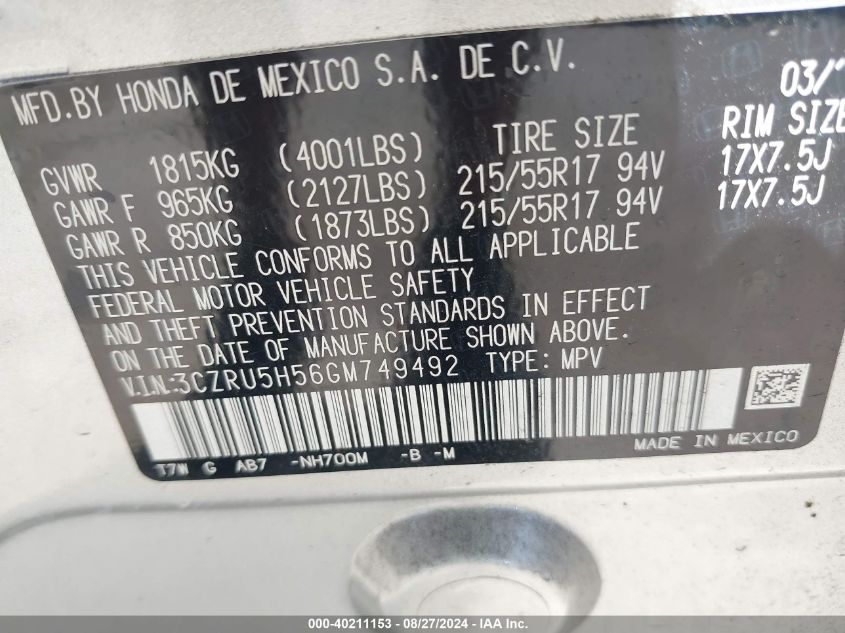 MFD.BY HONDA DE MEXICO S.A. DE C.V.
03/
TIRE SIZE RIM SIZE
GVWR 1815KG (4001LBS)
GAWR F 965KG (2127LBS) 215/55R17 94V 17X7.5J
GAWR R 850KG (1873LBS) 215/55R17 94V 17X7.5J
THIS VEHICLE CONFORMS TO ALL APPLICABLE
FEDERAL MOTOR VEHICLE SAFETY
AND THEFT PREVENTION STANDARDS IN EFFECT
ON THE DATE OF MANUFACTURE SHOWN ABOVE.
V.I.N:3CZRU5H56GM749492 TYPE: MPV
MADE IN MEXICO
T7W G AB7 -NH700M -B -M
000-40211153 - 08/27/2024 - IAA Inc.